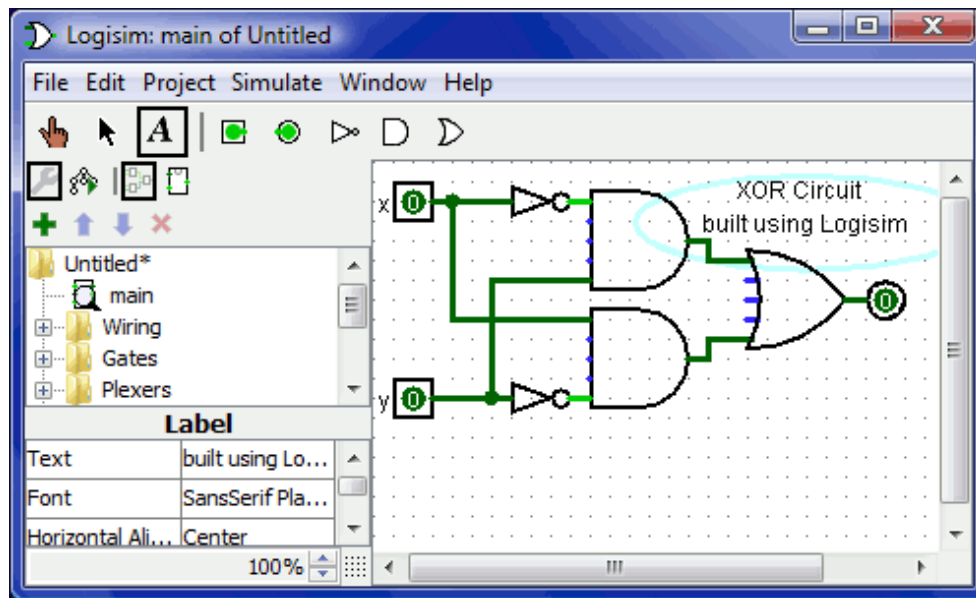 Logisim: main of Untitled
File Edit Project Simulate Window Help
A
Untitled*
main
Wiring
Gates
Plexers
Label
Text built using Lo...
Font SansSerif Pla...
Horizontal Ali... Center
100%
XOR Circuit
built using Logisim
x 0
0
y 0